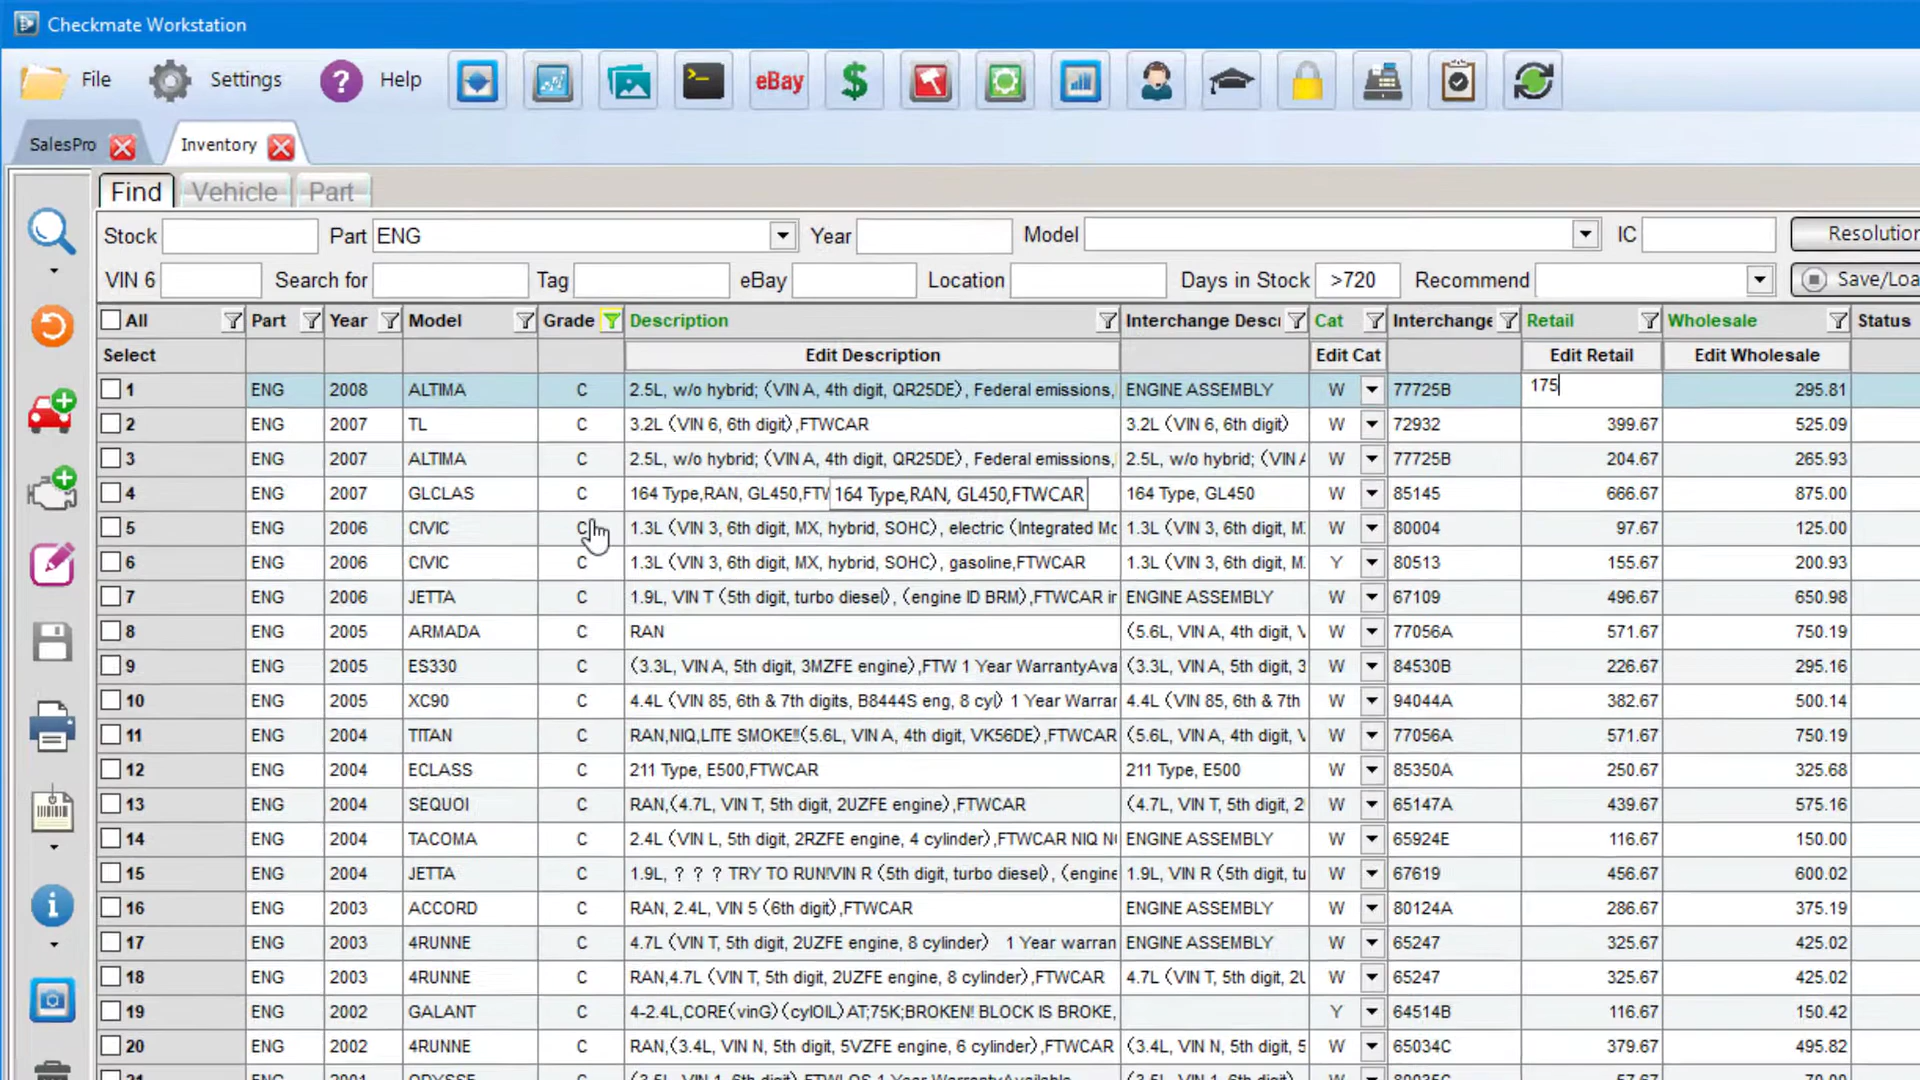 Checkmate Workstation
File Settings Help eBay
SalesPro Inventory
Find Vehicle Part
Stock Part ENG Year Model IC Resolution
VIN 6 Search for Tag eBay Location Days in Stock >720 Recommend Save/Loa
All Part Year Model Grade Description Interchange Descri Cat Interchange Retail Wholesale Status
Select Edit Description Edit Cat Edit Retail Edit Wholesale
1 ENG 2008 ALTIMA C 2.5L, w/o hybrid; (VIN A, 4th digit, QR25DE), Federal emissions, ENGINE ASSEMBLY W 77725B 175 295.81
2 ENG 2007 TL C 3.2L (VIN 6, 6th digit),FTWCAR 3.2L (VIN 6, 6th digit) W 72932 399.67 525.09
3 ENG 2007 ALTIMA C 2.5L, w/o hybrid; (VIN A, 4th digit, QR25DE), Federal emissions, 2.5L, w/o hybrid; (VIN A W 77725B 204.67 265.93
4 ENG 2007 GLCLAS C 164 Type,RAN, GL450,FTW 164 Type,RAN, GL450,FTWCAR 164 Type, GL450 W 85145 666.67 875.00
5 ENG 2006 CIVIC C 1.3L (VIN 3, 6th digit, MX, hybrid, SOHC), electric (Integrated Mo 1.3L (VIN 3, 6th digit, M W 80004 97.67 125.00
6 ENG 2006 CIVIC C 1.3L (VIN 3, 6th digit, MX, hybrid, SOHC), gasoline,FTWCAR 1.3L (VIN 3, 6th digit, M Y 80513 155.67 200.93
7 ENG 2006 JETTA C 1.9L, VIN T (5th digit, turbo diesel), (engine ID BRM),FTWCAR in ENGINE ASSEMBLY W 67109 496.67 650.98
8 ENG 2005 ARMADA C RAN (5.6L, VIN A, 4th digit, V W 77056A 571.67 750.19
9 ENG 2005 ES330 C (3.3L, VIN A, 5th digit, 3MZFE engine),FTW 1 Year WarrantyAva (3.3L, VIN A, 5th digit, 3 W 84530B 226.67 295.16
10 ENG 2005 XC90 C 4.4L (VIN 85, 6th & 7th digits, B8444S eng, 8 cyl) 1 Year Warrar 4.4L (VIN 85, 6th & 7th W 94044A 382.67 500.14
11 ENG 2004 TITAN C RAN,NIQ,LITE SMOKE!!(5.6L, VIN A, 4th digit, VK56DE),FTWCAR (5.6L, VIN A, 4th digit, V W 77056A 571.67 750.19
12 ENG 2004 ECLASS C 211 Type, E500,FTWCAR 211 Type, E500 W 85350A 250.67 325.68
13 ENG 2004 SEQUOI C RAN,(4.7L, VIN T, 5th digit, 2UZFE engine),FTWCAR (4.7L, VIN T, 5th digit, 2 W 65147A 439.67 575.16
14 ENG 2004 TACOMA C 2.4L (VIN L, 5th digit, 2RZFE engine, 4 cylinder),FTWCAR NIQ N ENGINE ASSEMBLY W 65924E 116.67 150.00
15 ENG 2004 JETTA C 1.9L, ? ? ? TRY TO RUN!VIN R (5th digit, turbo diesel), (engine 1.9L, VIN R (5th digit, tu W 67619 456.67 600.02
16 ENG 2003 ACCORD C RAN, 2.4L, VIN 5 (6th digit),FTWCAR ENGINE ASSEMBLY W 80124A 286.67 375.19
17 ENG 2003 4RUNNE C 4.7L (VIN T, 5th digit, 2UZFE engine, 8 cylinder) 1 Year warran ENGINE ASSEMBLY W 65247 325.67 425.02
18 ENG 2003 4RUNNE C RAN,4.7L (VIN T, 5th digit, 2UZFE engine, 8 cylinder),FTWCAR 4.7L (VIN T, 5th digit, 2U W 65247 325.67 425.02
19 ENG 2002 GALANT C 4-2.4L,CORE(vinG)(cylOIL)AT;75K;BROKEN! BLOCK IS BROKE, Y 64514B 116.67 150.42
20 ENG 2002 4RUNNE C RAN,(3.4L, VIN N, 5th digit, 5VZFE engine, 6 cylinder),FTWCAR (3.4L, VIN N, 5th digit, 5 W 65034C 379.67 495.82